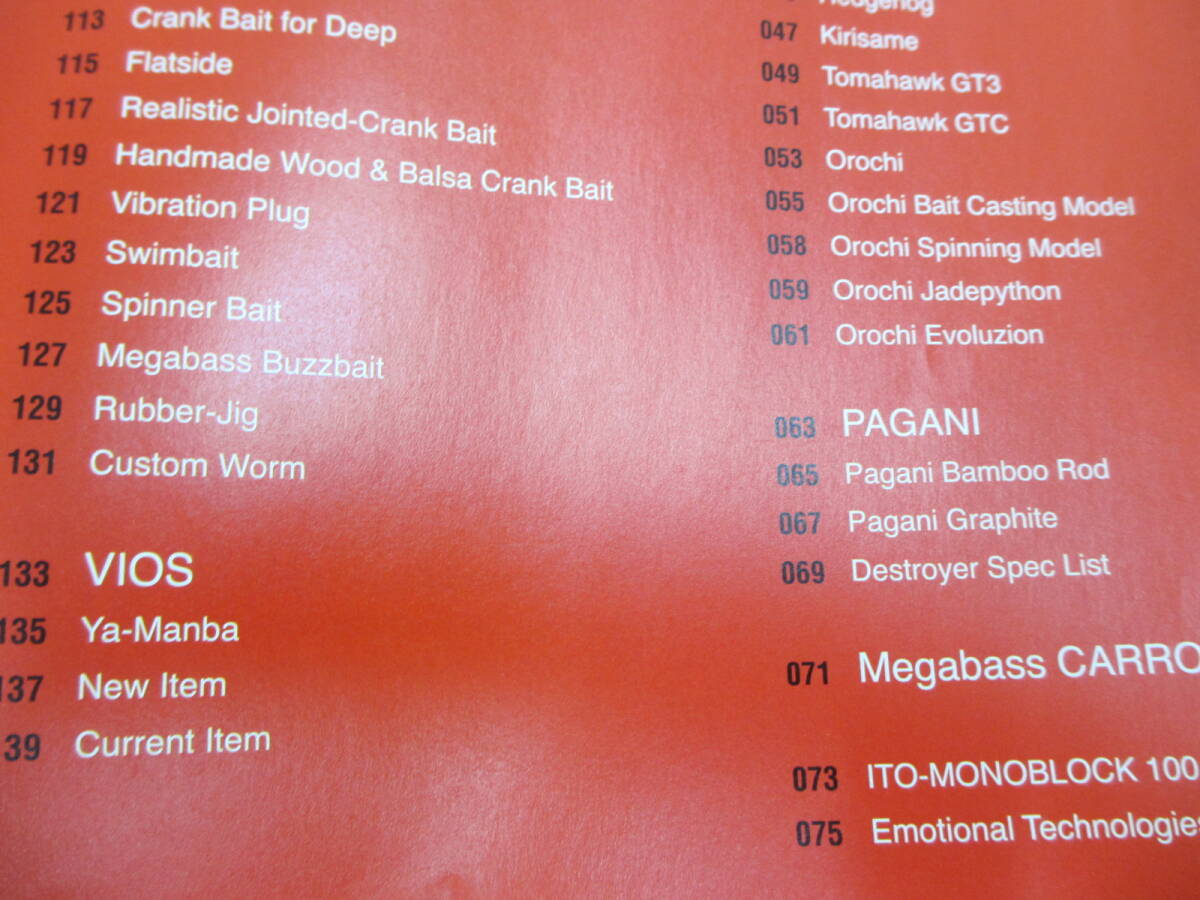 113 Crank Bait for Deep
115 Flatside
117 Realistic Jointed-Crank Bait
119 Handmade Wood & Balsa Crank Bait
121 Vibration Plug
123 Swimbait
125 Spinner Bait
127 Megabass Buzzbait
129 Rubber-Jig
131 Custom Worm
133 VIOS
135 Ya-Manba
137 New Item
39 Current Item
Hedgehog
047 Kirisame
049 Tomahawk GT3
051 Tomahawk GTC
053 Orochi
055 Orochi Bait Casting Model
058 Orochi Spinning Model
059 Orochi Jadepython
061 Orochi Evoluzion
063 PAGANI
065 Pagani Bamboo Rod
067 Pagani Graphite
069 Destroyer Spec List
071 Megabass CARRO
073 ITO-MONOBLOCK 100
075 Emotional Technologies